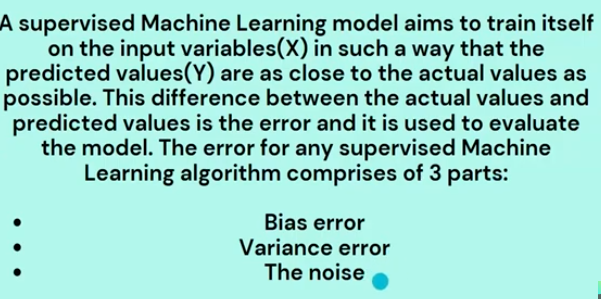 A supervised Machine Learning model aims to train itself
on the input variables(X) in such a way that the
predicted values(Y) are as close to the actual values as
possible. This difference between the actual values and
predicted values is the error and it is used to evaluate
the model. The error for any supervised Machine
Learning algorithm comprises of 3 parts:
• Bias error
• Variance error
• The noise